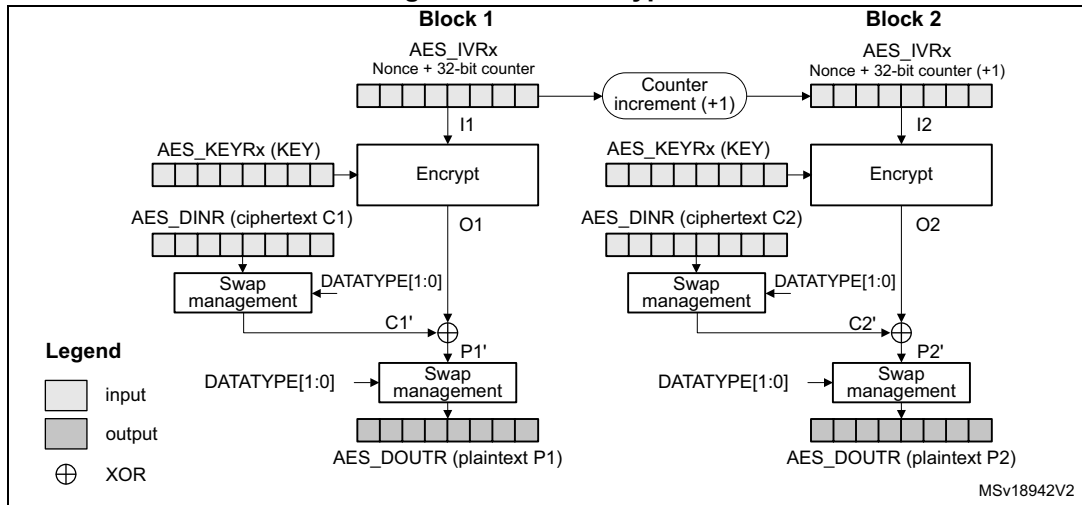 Block 1
Block 2
AES_IVRx
Nonce + 32-bit counter
Counter
increment (+1)
AES_IVRx
Nonce + 32-bit counter (+1)
I1
I2
AES_KEYRx (KEY)
Encrypt
AES_KEYRx (KEY)
Encrypt
AES_DINR (ciphertext C1)
O1
AES_DINR (ciphertext C2)
O2
Swap
management
DATATYPE[1:0]
Swap
management
DATATYPE[1:0]
C1'
C2'
Legend
P1'
P2'
DATATYPE[1:0]
Swap
management
DATATYPE[1:0]
Swap
management
input
output
AES_DOUTR (plaintext P1)
AES_DOUTR (plaintext P2)
XOR
MSv18942V2